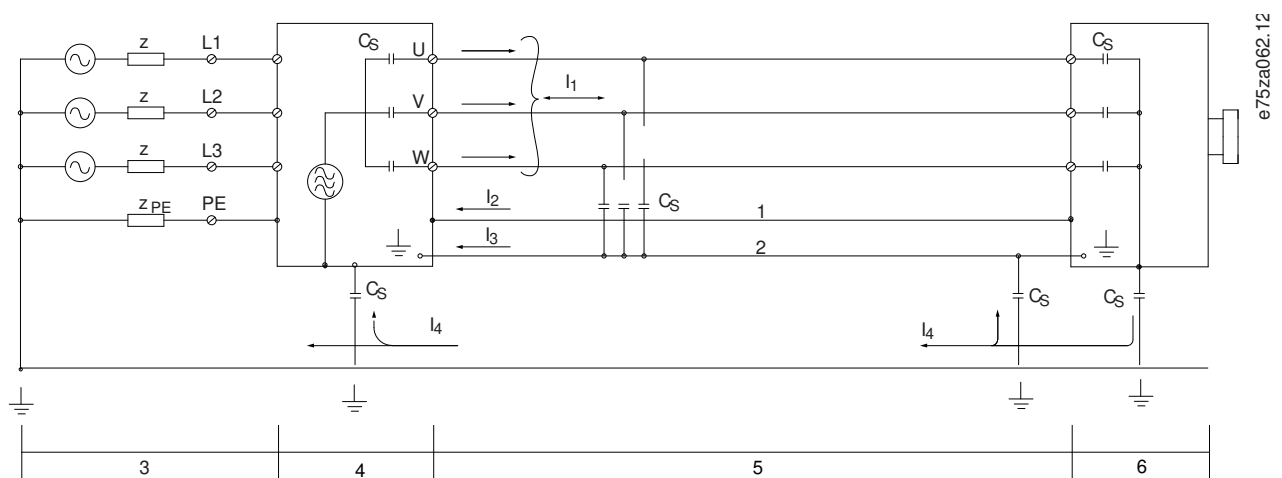 z L1
C_S U
I_1
z L2
V
z L3
W
z_PE PE
I_2
C_S
1
I_3
2
C_S
C_S
C_S
C_S
I_4
I_4
3 4 5 6
e75za062.12